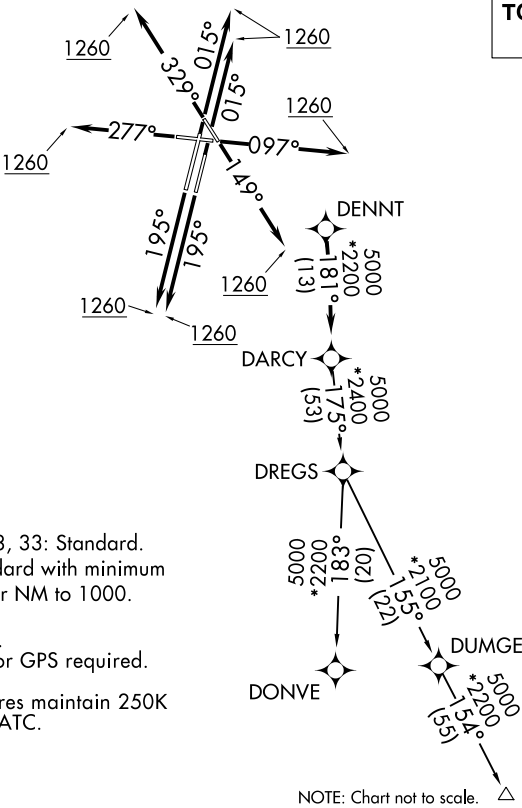 TO
1260
015°
1260
329°
015°
1260
277°
097°
1260
149°
195°
195°
1260
1260
1260
DENNT
5000
*2200
181°
(13)
DARCY
5000
*2400
175°
(53)
DREGS
5000
*2200
183°
(20)
5000
*2100
155°
(22)
DUMGE
DONVE
5000
*2200
154°
(55)
3, 33: Standard.
dard with minimum
r NM to 1000.
or GPS required.
res maintain 250K
ATC.
NOTE: Chart not to scale.